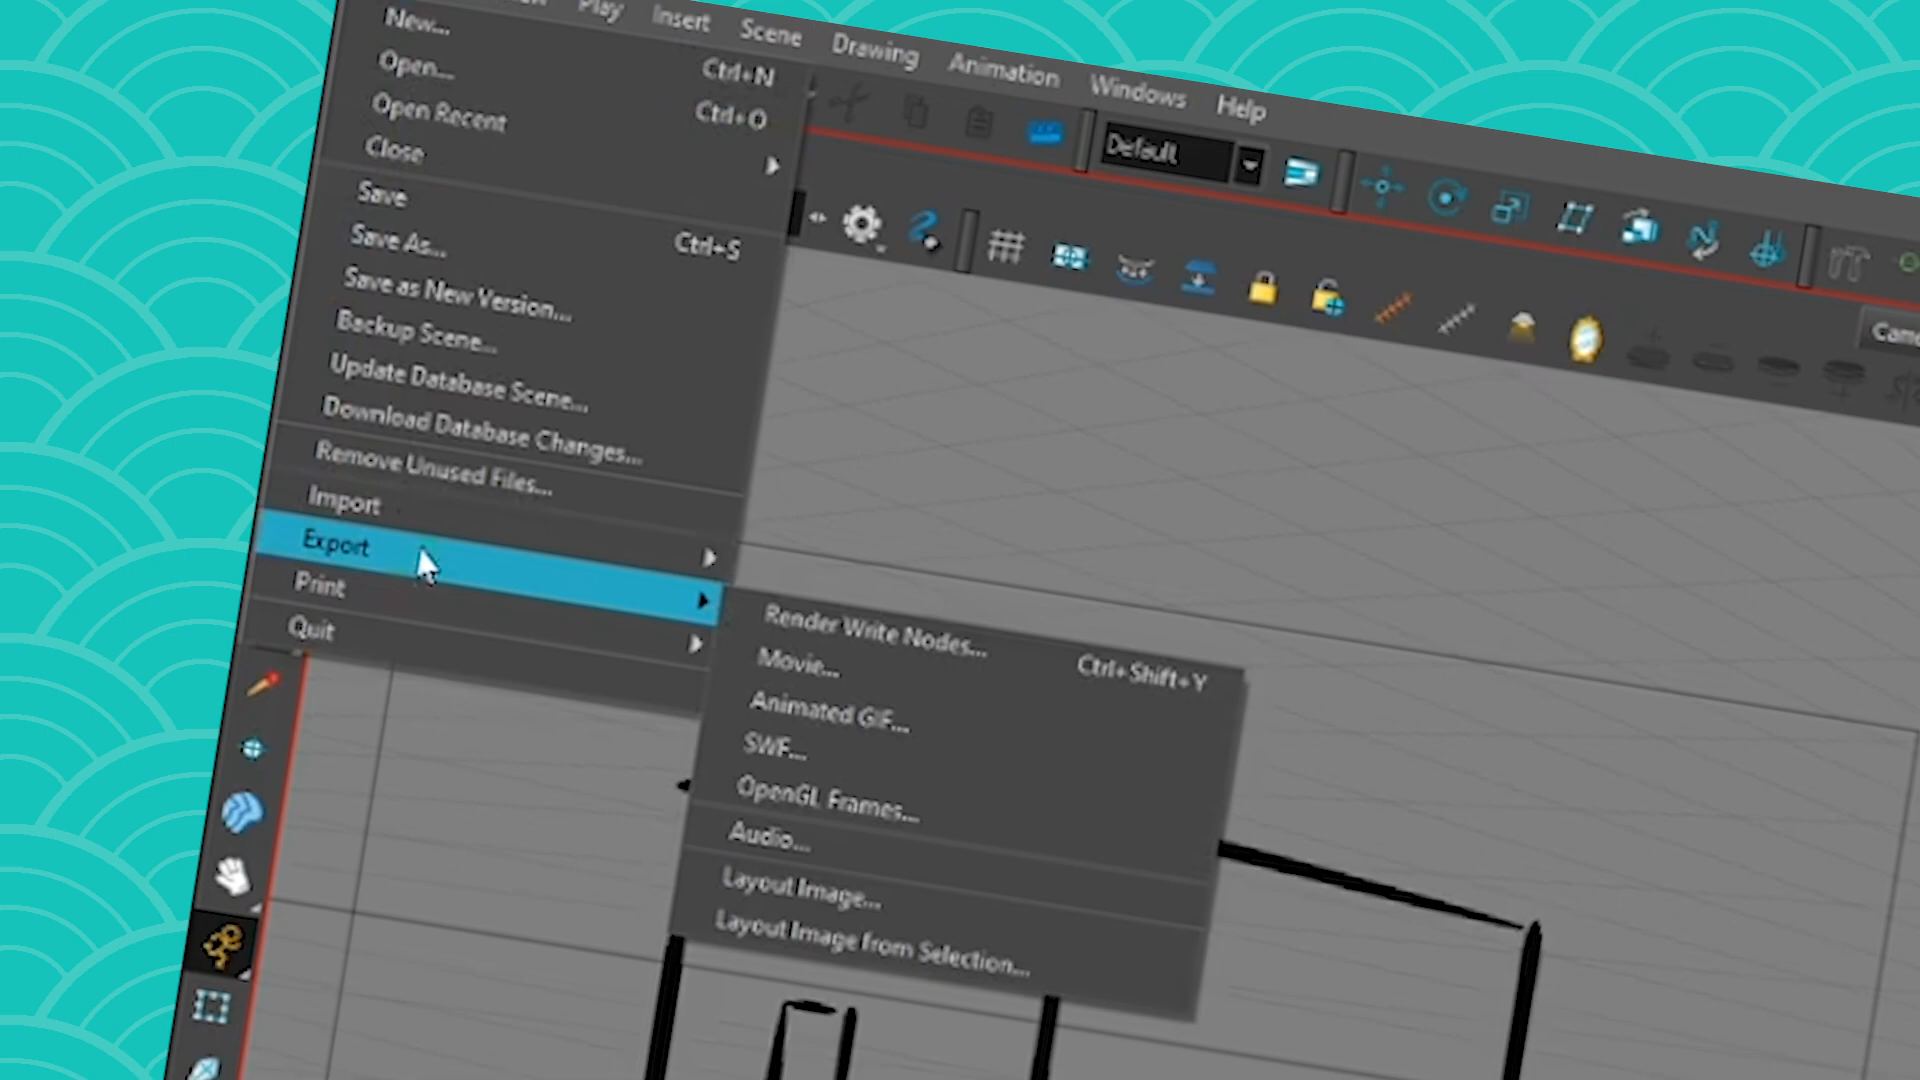 Play Insert Scene Drawing Animation Windows Help
New...
Open... Ctrl+N
Open Recent Ctrl+O
Close
Save
Save As... Ctrl+S
Save as New Version...
Backup Scene...
Update Database Scene...
Download Database Changes...
Remove Unused Files...
Import
Export
Print
Quit
Default
Render Write Nodes... Ctrl+Shift+Y
Movie...
Animated GIF...
SWF...
OpenGL Frames...
Audio...
Layout Image...
Layout Image from Selection...